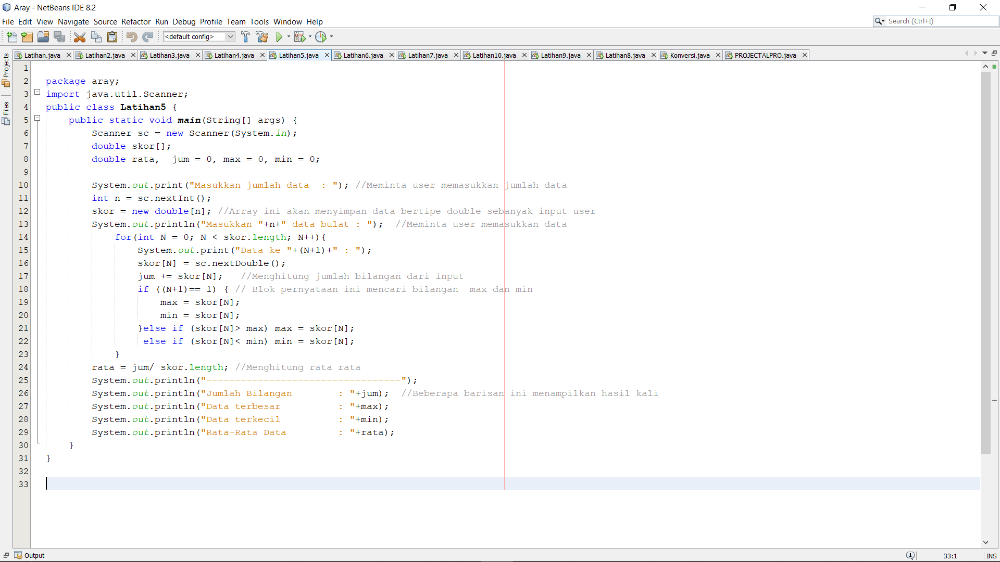 Aray - NetBeans IDE 8.2
File Edit View Navigate Source Refactor Run Debug Profile Team Tools Window Help
Search (Ctrl+I)
<default config>
Latihan.java Latihan2.java Latihan3.java Latihan4.java Latihan5.java Latihan6.java Latihan7.java Latihan10.java Latihan9.java Latihan8.java Konversi.java PROJECTALPRO.java
Projects
Files
1
2 package aray;
3 import java.util.Scanner;
4 public class Latihan5 {
5     public static void main(String[] args) {
6         Scanner sc = new Scanner(System.in);
7         double skor[];
8         double rata,  jum = 0, max = 0, min = 0;
9
10         System.out.print("Masukkan jumlah data  : "); //Meminta user memasukkan jumlah data
11         int n = sc.nextInt();
12         skor = new double[n]; //Array ini akan menyimpan data bertipe double sebanyak input user
13         System.out.println("Masukkan "+n+" data bulat : ");  //Meminta user memasukkan data
14             for(int N = 0; N < skor.length; N++){
15                 System.out.print("Data ke "+(N+1)+" : ");
16                 skor[N] = sc.nextDouble();
17                 jum += skor[N];   //Menghitung jumlah bilangan dari input
18                 if ((N+1)== 1) { // Blok pernyataan ini mencari bilangan  max dan min
19                     max = skor[N];
20                     min = skor[N];
21                 }else if (skor[N]> max) max = skor[N];
22                  else if (skor[N]< min) min = skor[N];
23             }
24         rata = jum/ skor.length; //Menghitung rata rata
25         System.out.println("----------------------------------");
26         System.out.println("Jumlah Bilangan        : "+jum);  //Beberapa barisan ini menampilkan hasil kali
27         System.out.println("Data terbesar          : "+max);
28         System.out.println("Data terkecil          : "+min);
29         System.out.println("Rata-Rata Data         : "+rata);
30     }
31 }
32
33
Output
1 33:1 INS